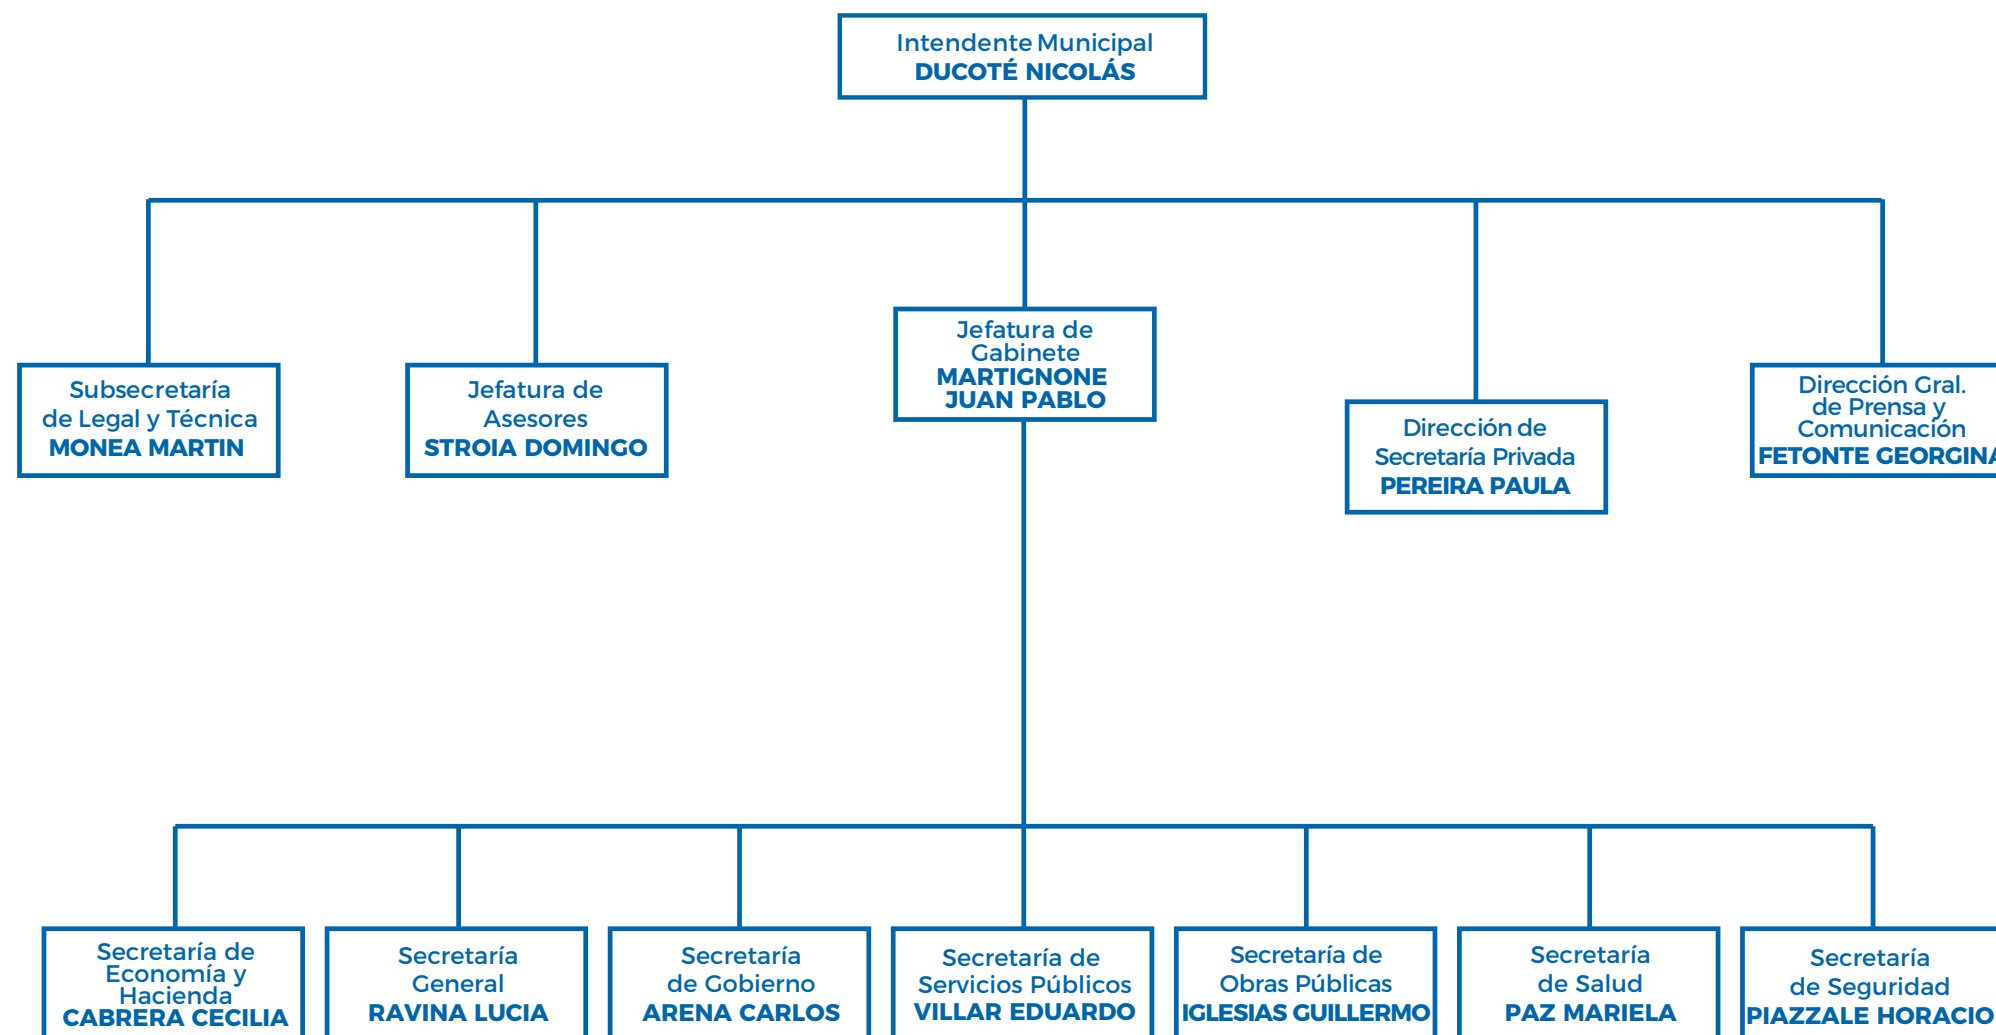 Intendente Municipal
DUCOTÉ NICOLÁS
Subsecretaría
de Legal y Técnica
MONEA MARTIN
Jefatura de
Asesores
STROIA DOMINGO
Jefatura de
Gabinete
MARTIGNONE
JUAN PABLO
Dirección de
Secretaría Privada
PEREIRA PAULA
Dirección Gral.
de Prensa y
Comunicación
FETONTE GEORGINA
Secretaría de
Economía y
Hacienda
CABRERA CECILIA
Secretaría
General
RAVINA LUCIA
Secretaría
de Gobierno
ARENA CARLOS
Secretaría de
Servicios Públicos
VILLAR EDUARDO
Secretaría de
Obras Públicas
IGLESIAS GUILLERMO
Secretaría
de Salud
PAZ MARIELA
Secretaría
de Seguridad
PIAZZALE HORACIO